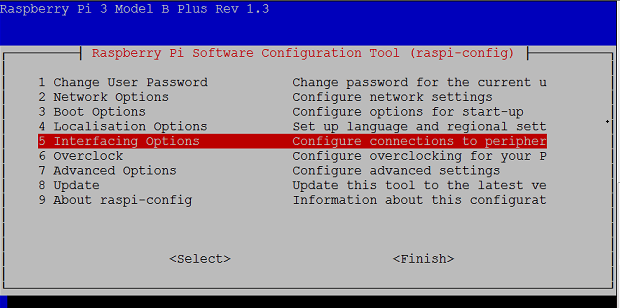 Raspberry Pi 3 Model B Plus Rev 1.3
Raspberry Pi Software Configuration Tool (raspi-config)
1 Change User Password Change password for the current u
2 Network Options Configure network settings
3 Boot Options Configure options for start-up
4 Localisation Options Set up language and regional sett
5 Interfacing Options Configure connections to peripher
6 Overclock Configure overclocking for your P
7 Advanced Options Configure advanced settings
8 Update Update this tool to the latest ve
9 About raspi-config Information about this configurat
<Select> <Finish>